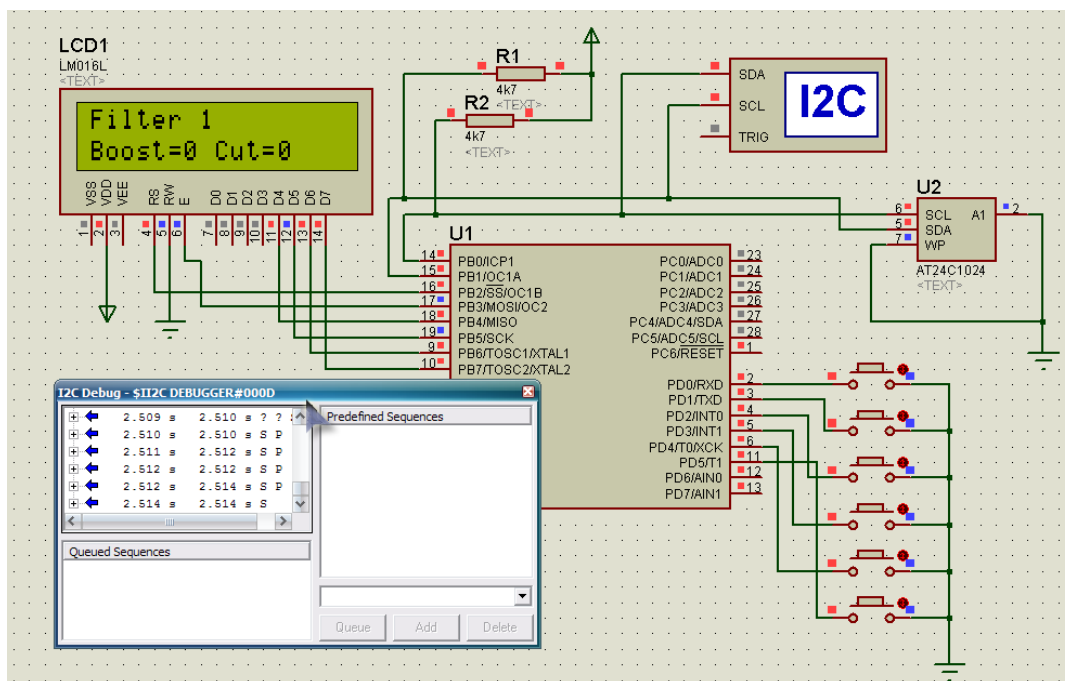 LCD1
LM016L
<TEXT>
Filter 1
Boost=0 Cut=0
VSS
VDD
VEE
RS
RW
E
D0
D1
D2
D3
D4
D5
D6
D7
1
2
3
4
5
6
7
8
9
10
11
12
13
14
R1
4k7
<TEXT>
R2
4k7
<TEXT>
SDA
SCL
TRIG
I2C
U2
6 SCL A1 2
5 SDA
7 WP
AT24C1024
<TEXT>
U1
14 PB0/ICP1 PC0/ADC0 23
15 PB1/OC1A PC1/ADC1 24
16 PB2/SS/OC1B PC2/ADC2 25
17 PB3/MOSI/OC2 PC3/ADC3 26
18 PB4/MISO PC4/ADC4/SDA 27
19 PB5/SCK PC5/ADC5/SCL 28
9 PB6/TOSC1/XTAL1 PC6/RESET 1
10 PB7/TOSC2/XTAL2
PD0/RXD 2
PD1/TXD 3
PD2/INT0 4
PD3/INT1 5
PD4/T0/XCK 6
PD5/T1 11
PD6/AIN0 12
PD7/AIN1 13
I2C Debug - $II2C DEBUGGER#000D
2.509 s 2.510 s ? ?
2.510 s 2.510 s S P
2.511 s 2.512 s S P
2.512 s 2.512 s S P
2.512 s 2.514 s S P
2.514 s 2.514 s S
Predefined Sequences
Queued Sequences
Queue
Add
Delete